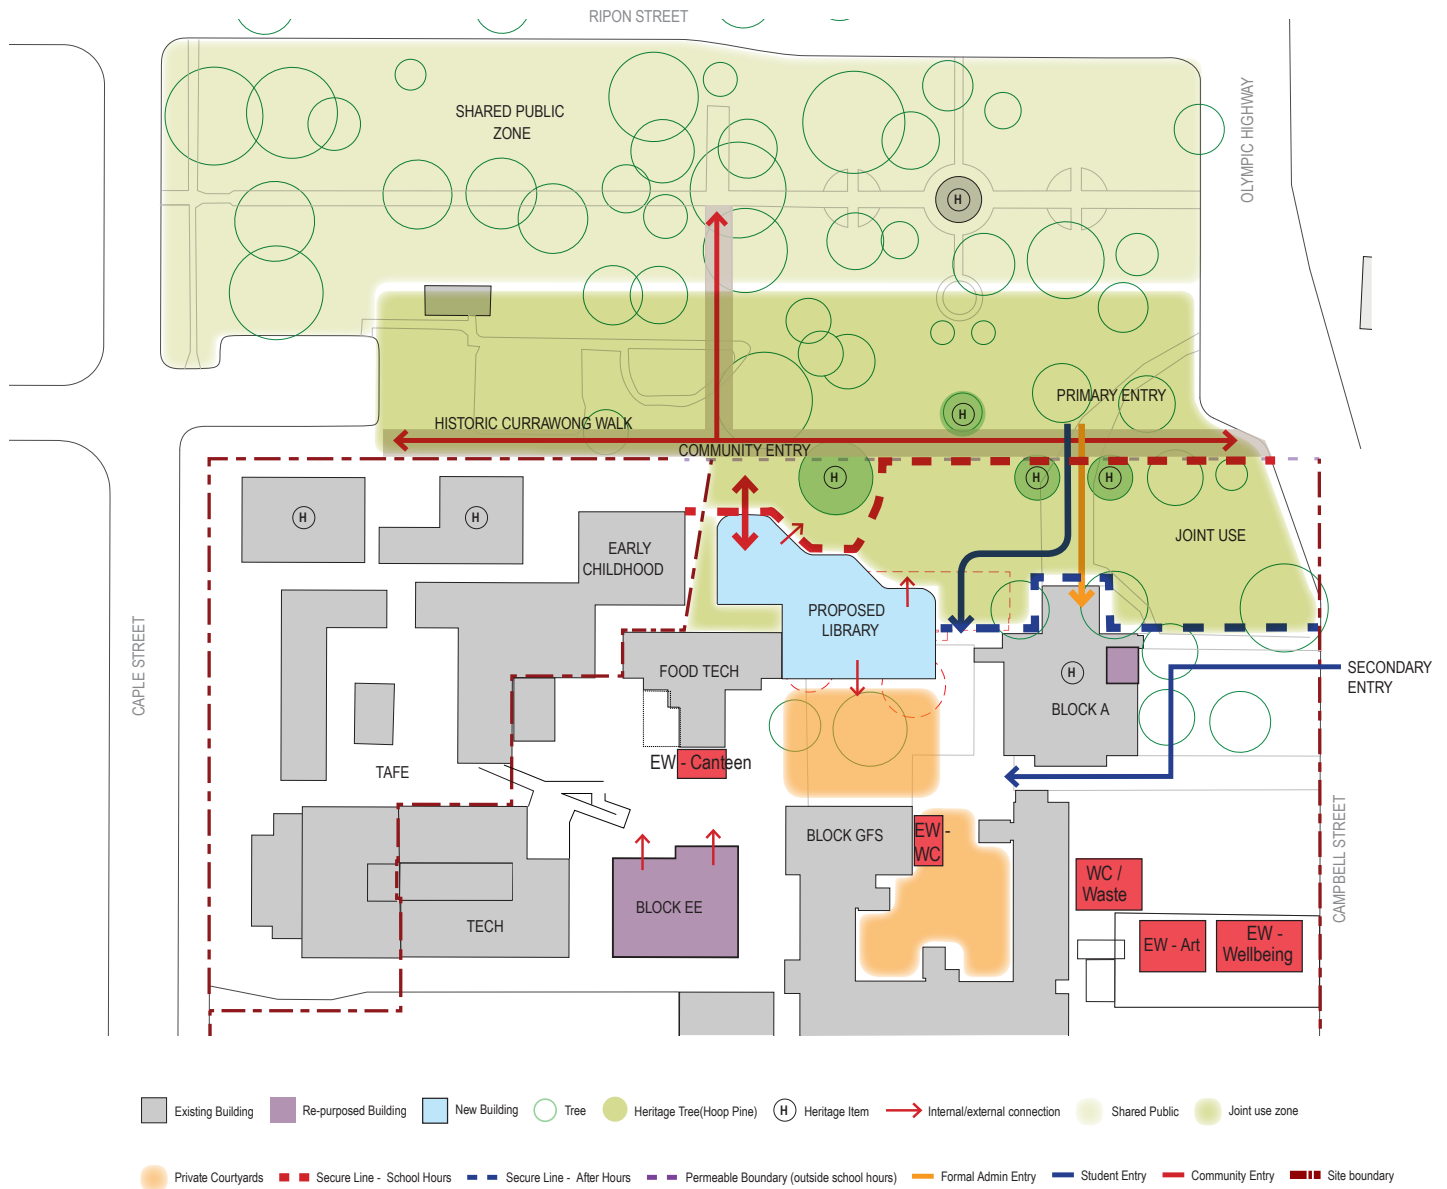 RIPON STREET
SHARED PUBLIC
ZONE
OLYMPIC HIGHWAY
H
PRIMARY ENTRY
H
HISTORIC CURRAWONG WALK
COMMUNITY ENTRY
H
H
H
H
H
JOINT USE
EARLY
CHILDHOOD
PROPOSED
LIBRARY
CAPLE STREET
FOOD TECH
H
BLOCK A
SECONDARY
ENTRY
EW - Canteen
TAFE
BLOCK GFS
EW -
WC
CAMPBELL STREET
WC /
Waste
BLOCK EE
TECH
EW - Art
EW -
Wellbeing
Existing Building
Re-purposed Building
New Building
Tree
Heritage Tree(Hoop Pine)
H
Heritage Item
Internal/external connection
Shared Public
Joint use zone
Private Courtyards
Secure Line - School Hours
Secure Line - After Hours
Permeable Boundary (outside school hours)
Formal Admin Entry
Student Entry
Community Entry
Site boundary